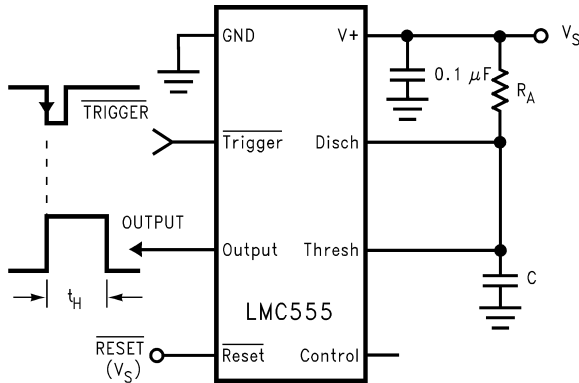 GND
V+
V_S
0.1 μF
R_A
TRIGGER
Trigger
Disch
OUTPUT
Output
Thresh
t_H
C
LMC555
RESET
(V_S)
Reset
Control